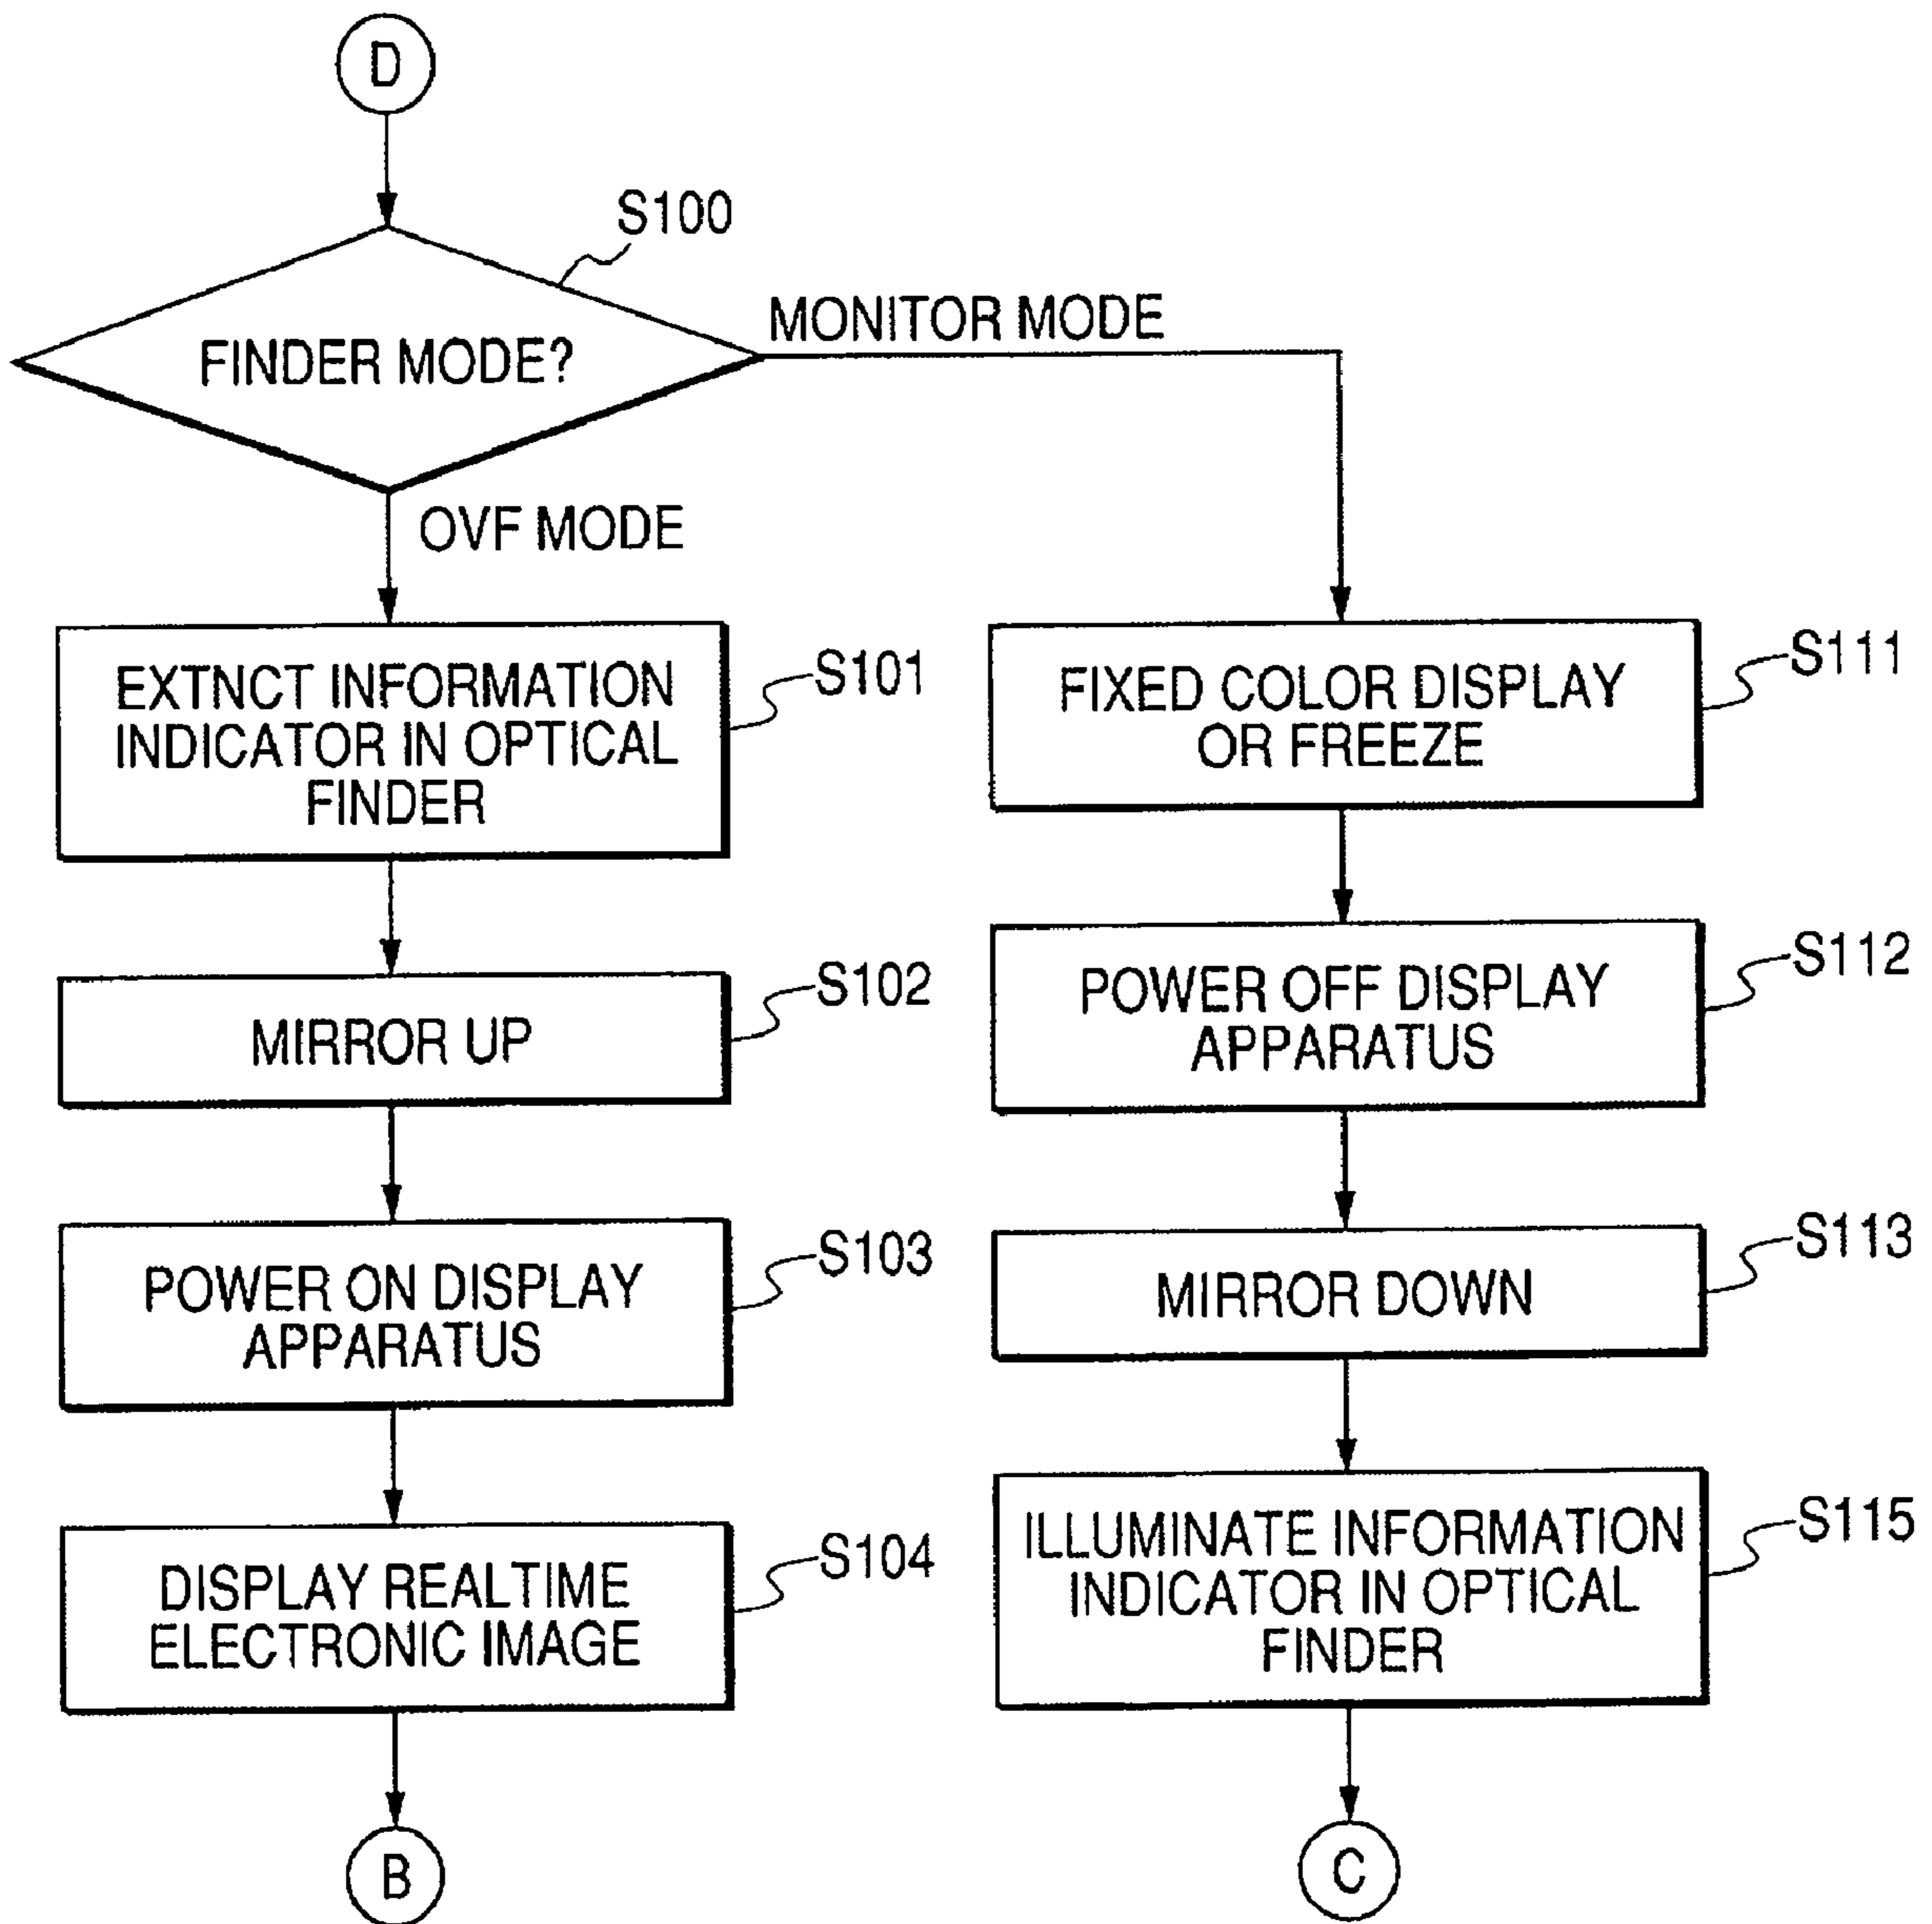 D
S100
FINDER MODE?
MONITOR MODE
OVF MODE
EXTNCT INFORMATION
INDICATOR IN OPTICAL
FINDER
S101
MIRROR UP
S102
POWER ON DISPLAY
APPARATUS
S103
DISPLAY REALTIME
ELECTRONIC IMAGE
S104
B
FIXED COLOR DISPLAY
OR FREEZE
S111
POWER OFF DISPLAY
APPARATUS
S112
MIRROR DOWN
S113
ILLUMINATE INFORMATION
INDICATOR IN OPTICAL
FINDER
S115
C